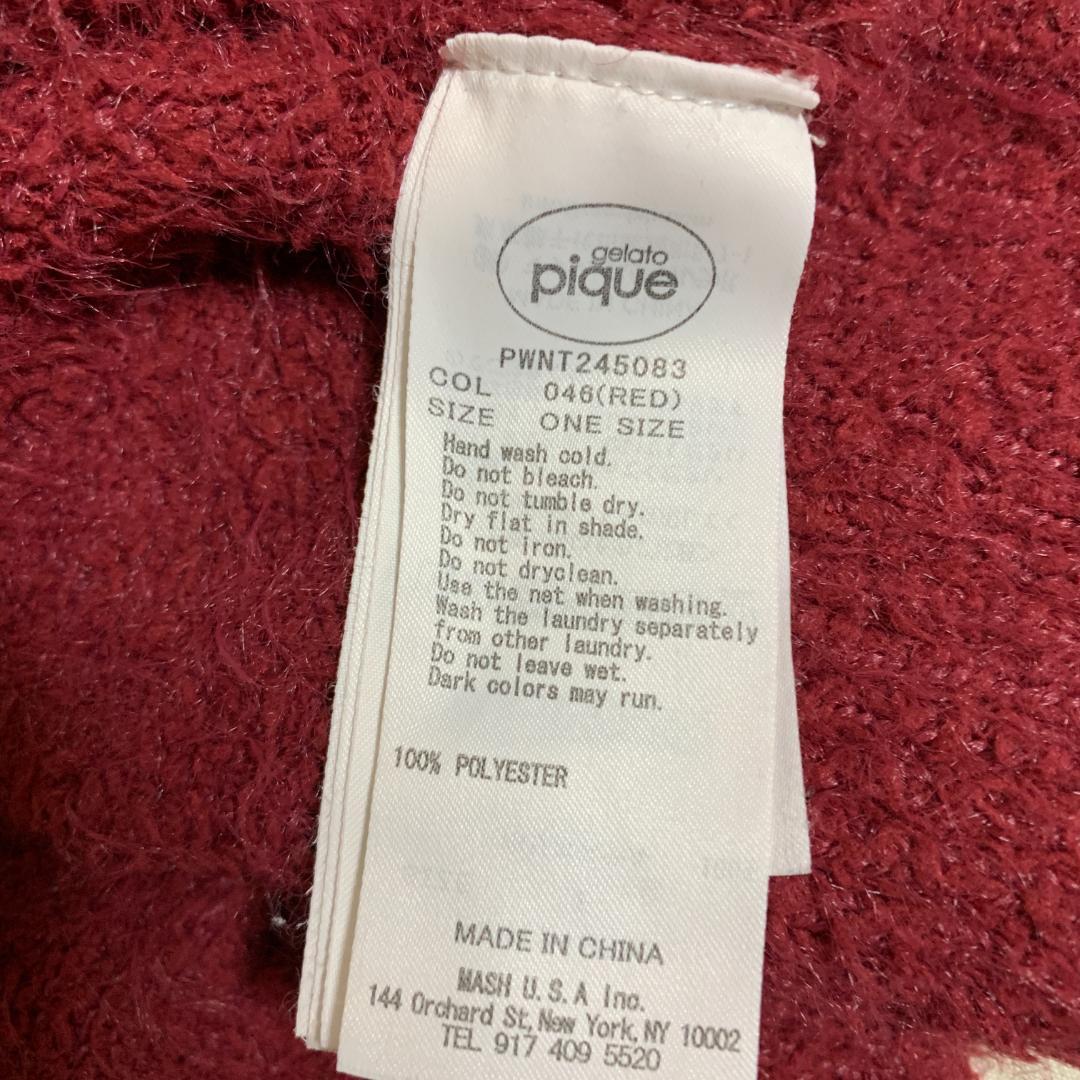 gelato
pique
PWNT245083
COL 046(RED)
SIZE ONE SIZE
Hand wash cold.
Do not bleach.
Do not tumble dry.
Dry flat in shade.
Do not iron.
Do not dryclean.
Use the net when washing.
Wash the laundry separately
from other laundry.
Do not leave wet.
Dark colors may run.
100% POLYESTER
MADE IN CHINA
MASH U.S.A Inc.
144 Orchard St, New York, NY 10002
TEL 917 409 5520